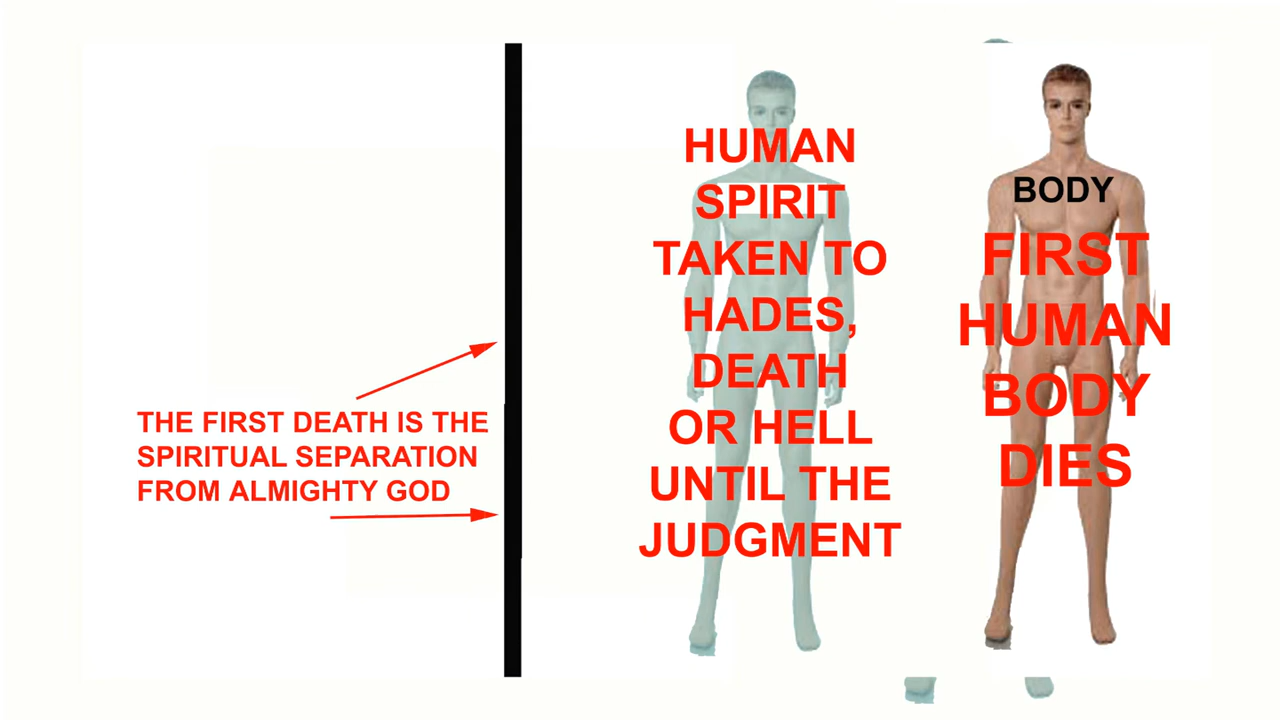 THE FIRST DEATH IS THE
SPIRITUAL SEPARATION
FROM ALMIGHTY GOD
HUMAN
SPIRIT
TAKEN TO
HADES,
DEATH
OR HELL
UNTIL THE
JUDGMENT
BODY
FIRST
HUMAN
BODY
DIES